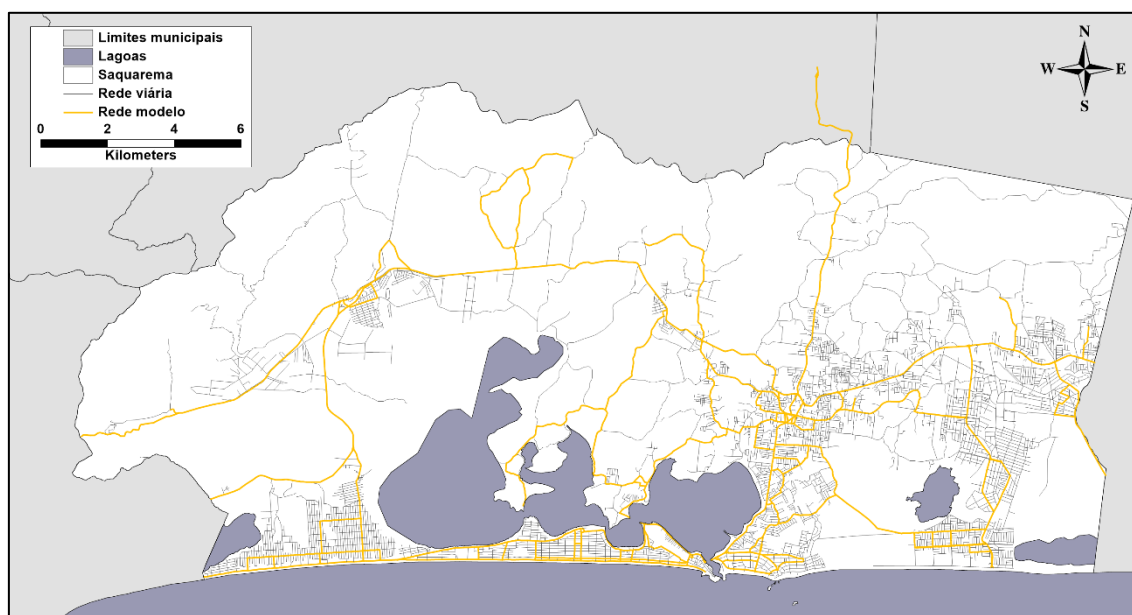 Limites municipais
Lagoas
Saquarema
Rede viária
Rede modelo
0 2 4 6
Kilometers
N
W E
S